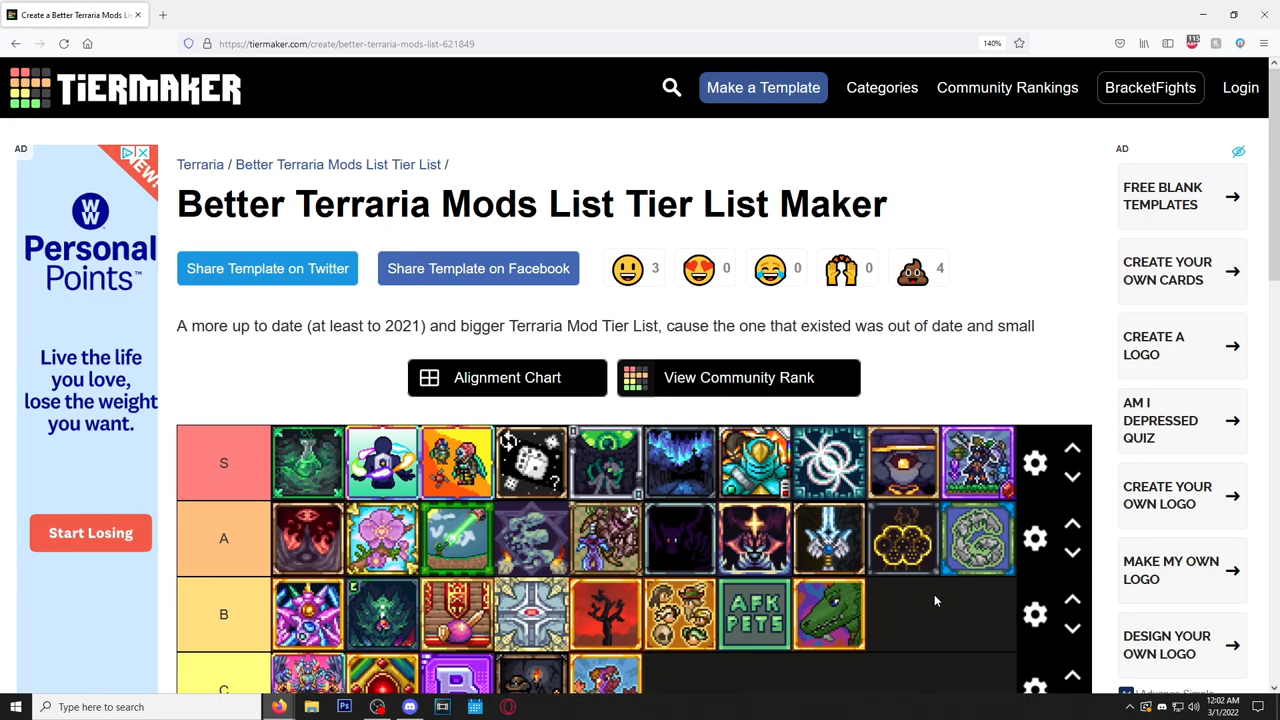 Create a Better Terraria Mods Li
https://tiermaker.com/create/better-terraria-mods-list-621849
140%
TiERMAKER
Make a Template
Categories
Community Rankings
BracketFights
Login
AD
NEW!
WW
Personal
Points™
Live the life
you love,
lose the weight
you want.
Start Losing
Terraria / Better Terraria Mods List Tier List /
Better Terraria Mods List Tier List Maker
Share Template on Twitter
Share Template on Facebook
3
0
0
0
4
A more up to date (at least to 2021) and bigger Terraria Mod Tier List, cause the one that existed was out of date and small
Alignment Chart
View Community Rank
S
A
B
AFK
PETS
C
B
AD
FREE BLANK
TEMPLATES
CREATE YOUR
OWN CARDS
CREATE A
LOGO
AM I
DEPRESSED
QUIZ
CREATE YOUR
OWN LOGO
MAKE MY OWN
LOGO
DESIGN YOUR
OWN LOGO
Type here to search
12:02 AM
3/1/2022